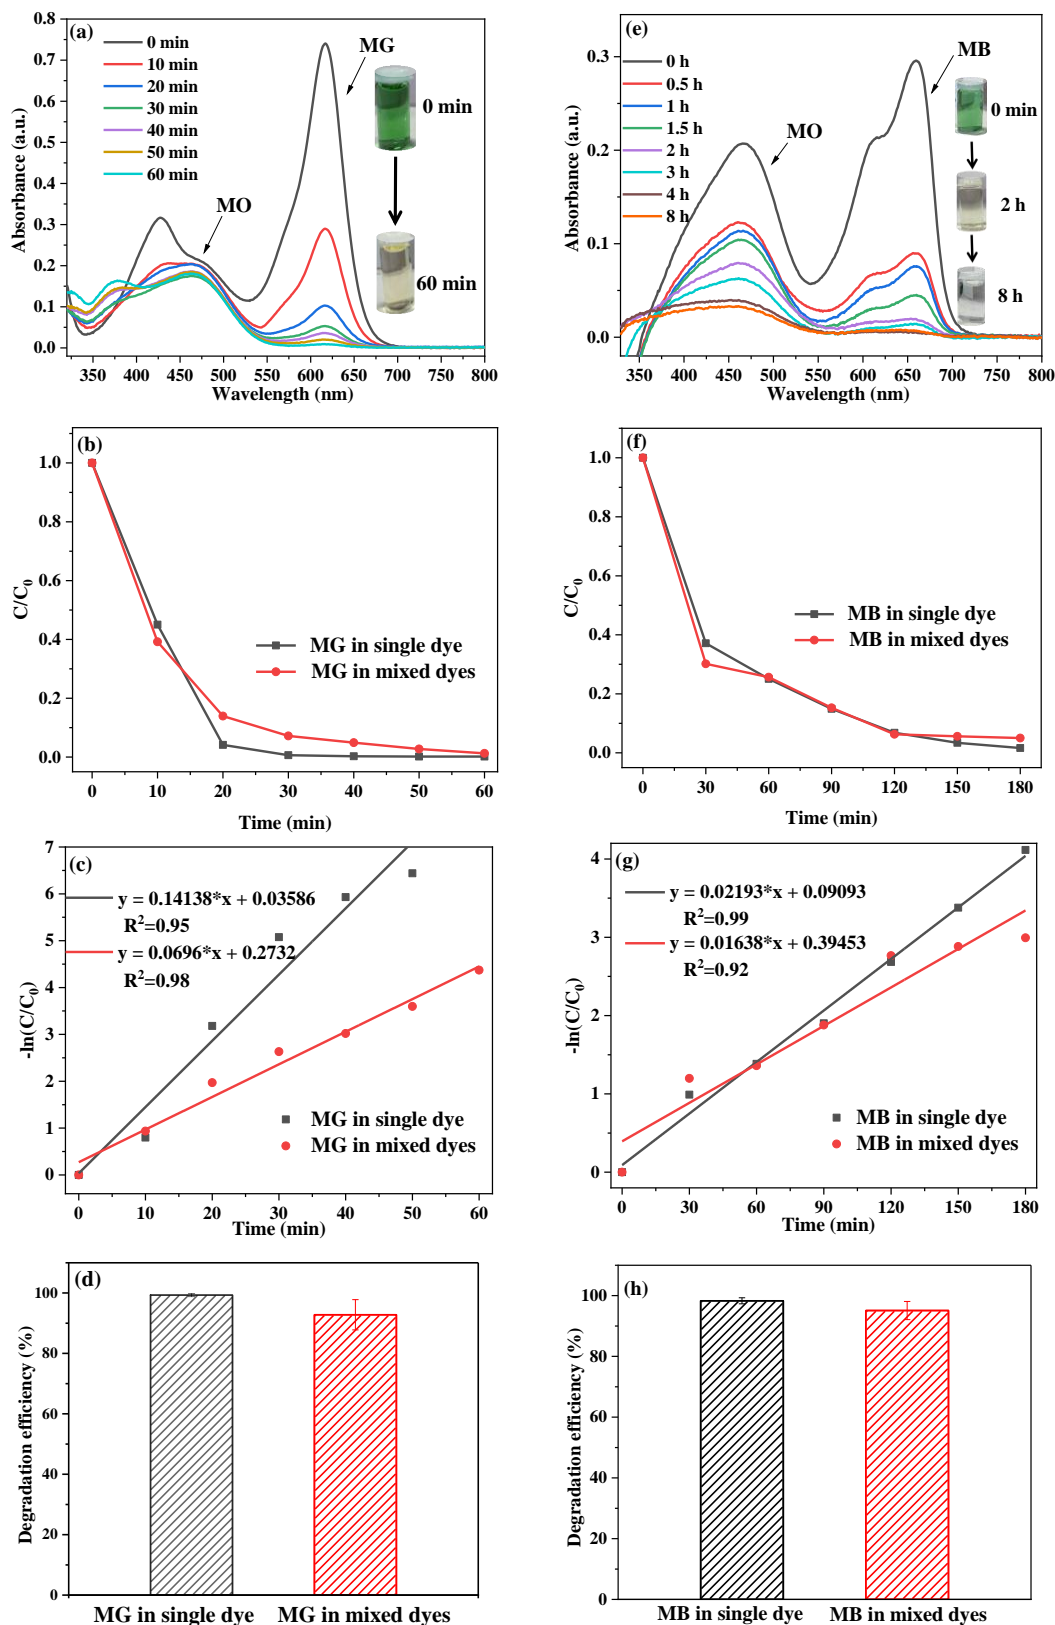 (a)
0 min
10 min
20 min
30 min
40 min
50 min
60 min
MG
MO
0 min
60 min
0.8
0.7
0.6
0.5
0.4
0.3
0.2
0.1
0.0
Absorbance (a.u.)
350 400 450 500 550 600 650 700 750 800
Wavelength (nm)
(e)
0 h
0.5 h
1 h
1.5 h
2 h
3 h
4 h
8 h
MB
MO
0 min
2 h
8 h
0.3
0.2
0.1
0.0
Absorbance (a.u.)
350 400 450 500 550 600 650 700 750 800
Wavelength (nm)
(b)
1.0
0.8
0.6
0.4
0.2
0.0
C/C₀
MG in single dye
MG in mixed dyes
0 10 20 30 40 50 60
Time (min)
(f)
1.0
0.8
0.6
0.4
0.2
0.0
C/C₀
MB in single dye
MB in mixed dyes
0 30 60 90 120 150 180
Time (min)
(c)
7
6
5
4
3
2
1
0
-ln(C/C₀)
y = 0.14138*x + 0.03586
R²=0.95
y = 0.0696*x + 0.2732
R²=0.98
MG in single dye
MG in mixed dyes
0 10 20 30 40 50 60
Time (min)
(g)
4
3
2
1
0
-ln(C/C₀)
y = 0.02193*x + 0.09093
R²=0.99
y = 0.01638*x + 0.39453
R²=0.92
MB in single dye
MB in mixed dyes
0 30 60 90 120 150 180
Time (min)
(d)
100
80
60
40
20
0
Degradation efficiency (%)
MG in single dye MG in mixed dyes
(h)
100
80
60
40
20
0
Degradation efficiency (%)
MB in single dye MB in mixed dyes